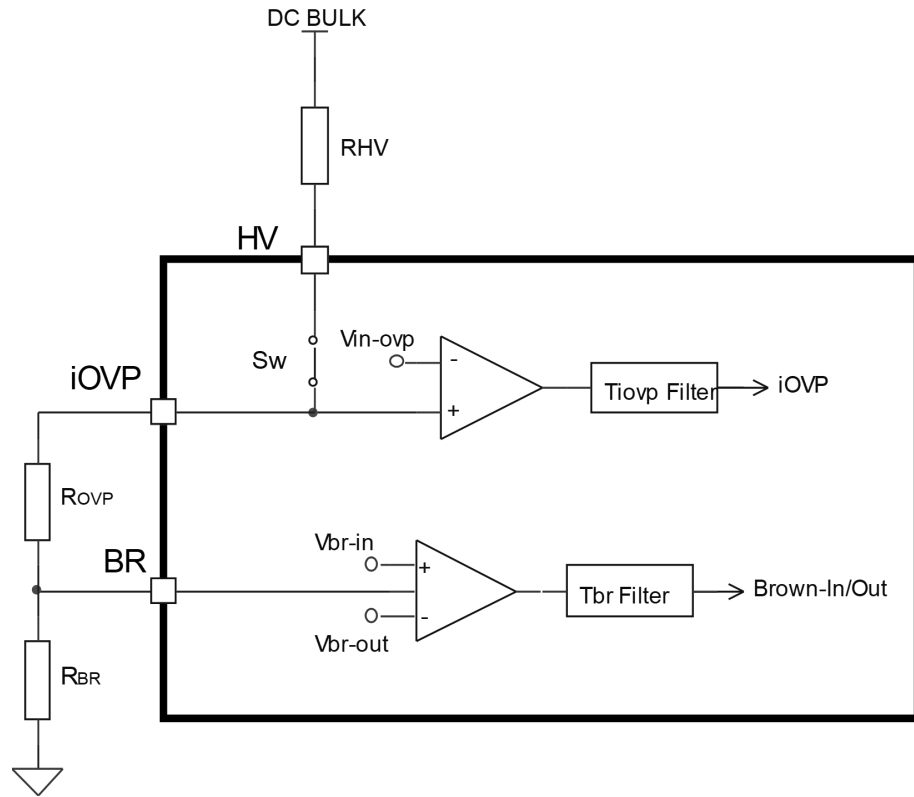 DC BULK
RHV
HV
Vin-ovp
Sw
-
iOVP
Tiovp Filter
iOVP
+
ROVP
Vbr-in
BR
+
Tbr Filter
Brown-In/Out
-
Vbr-out
RBR